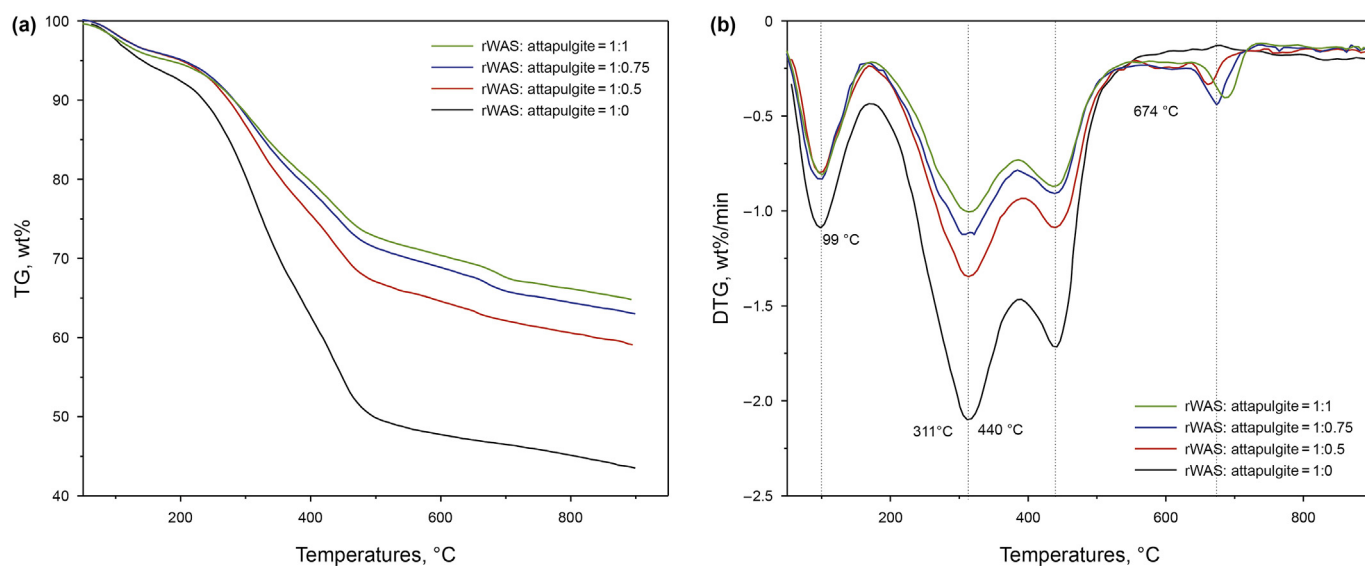 (a)
100
90
80
70
60
50
40
TG, wt%
200
400
600
800
Temperatures, °C
rWAS: attapulgite = 1:1
rWAS: attapulgite = 1:0.75
rWAS: attapulgite = 1:0.5
rWAS: attapulgite = 1:0
(b)
0
−0.5
−1.0
−1.5
−2.0
−2.5
DTG, wt%/min
674 °C
99 °C
311°C
440 °C
rWAS: attapulgite = 1:1
rWAS: attapulgite = 1:0.75
rWAS: attapulgite = 1:0.5
rWAS: attapulgite = 1:0
200
400
600
800
Temperatures, °C